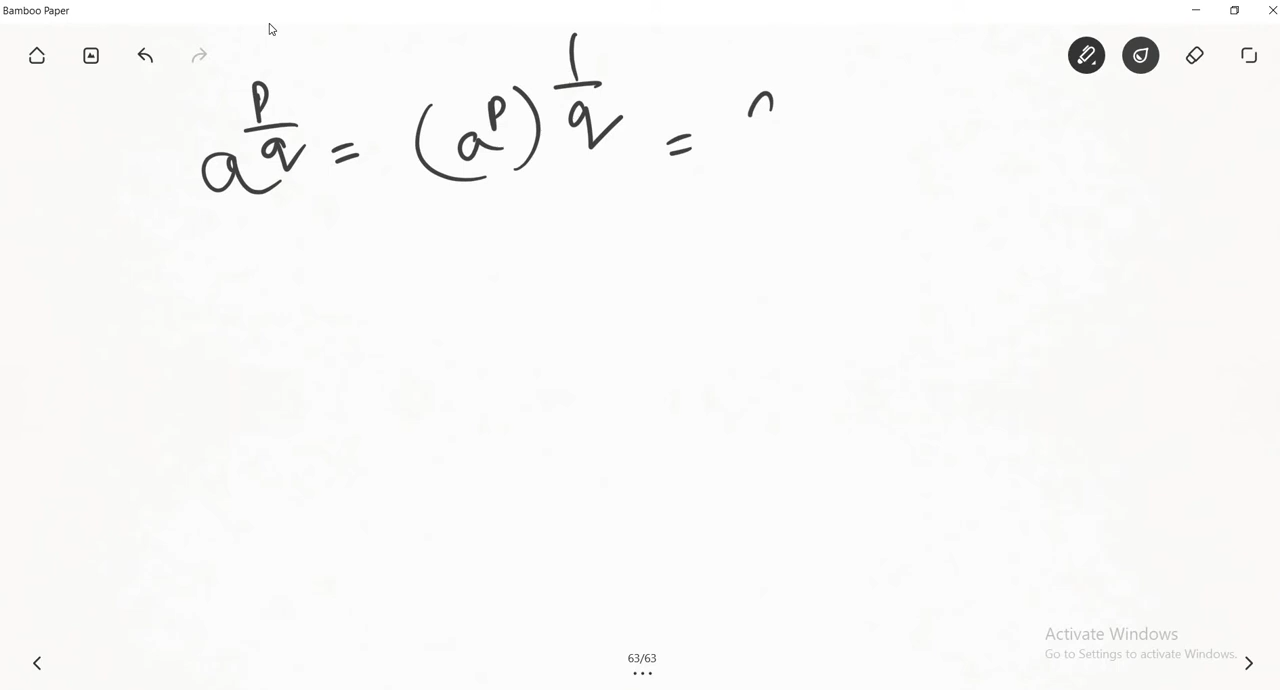 Bamboo Paper
a^(p/q) = (a^p)^(1/q) =
63/63
Activate Windows
Go to Settings to activate Windows.